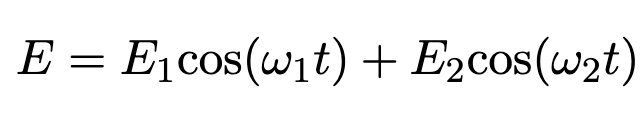 E = E₁cos(ω₁t) + E₂cos(ω₂t)